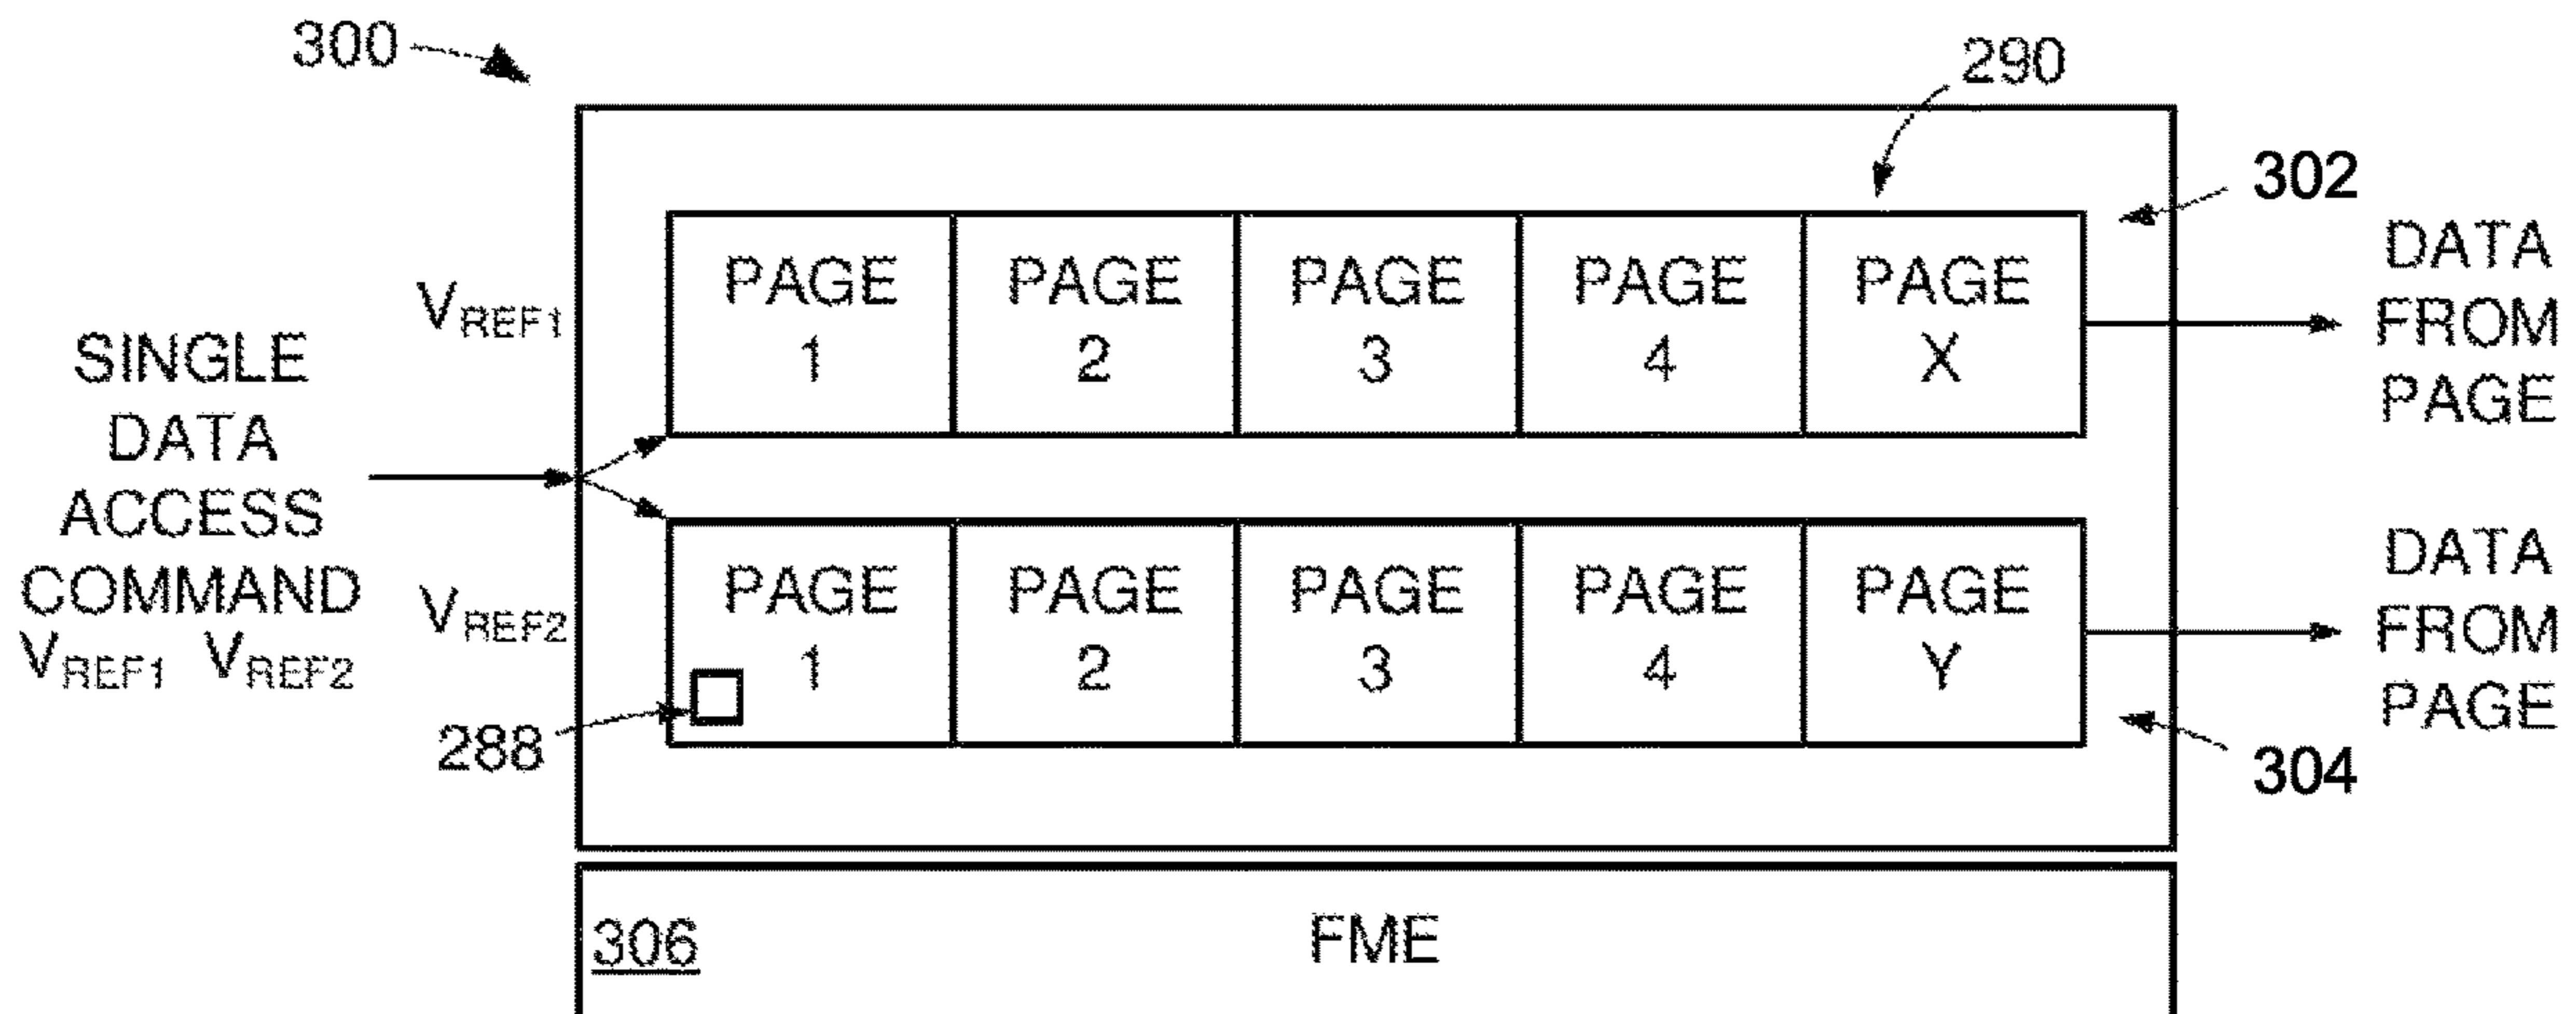 300
290
302
SINGLE
DATA
ACCESS
COMMAND
VREF1 VREF2
VREF1
PAGE 1
PAGE 2
PAGE 3
PAGE 4
PAGE X
DATA
FROM
PAGE
VREF2
PAGE 1
PAGE 2
PAGE 3
PAGE 4
PAGE Y
DATA
FROM
PAGE
288
304
306
FME